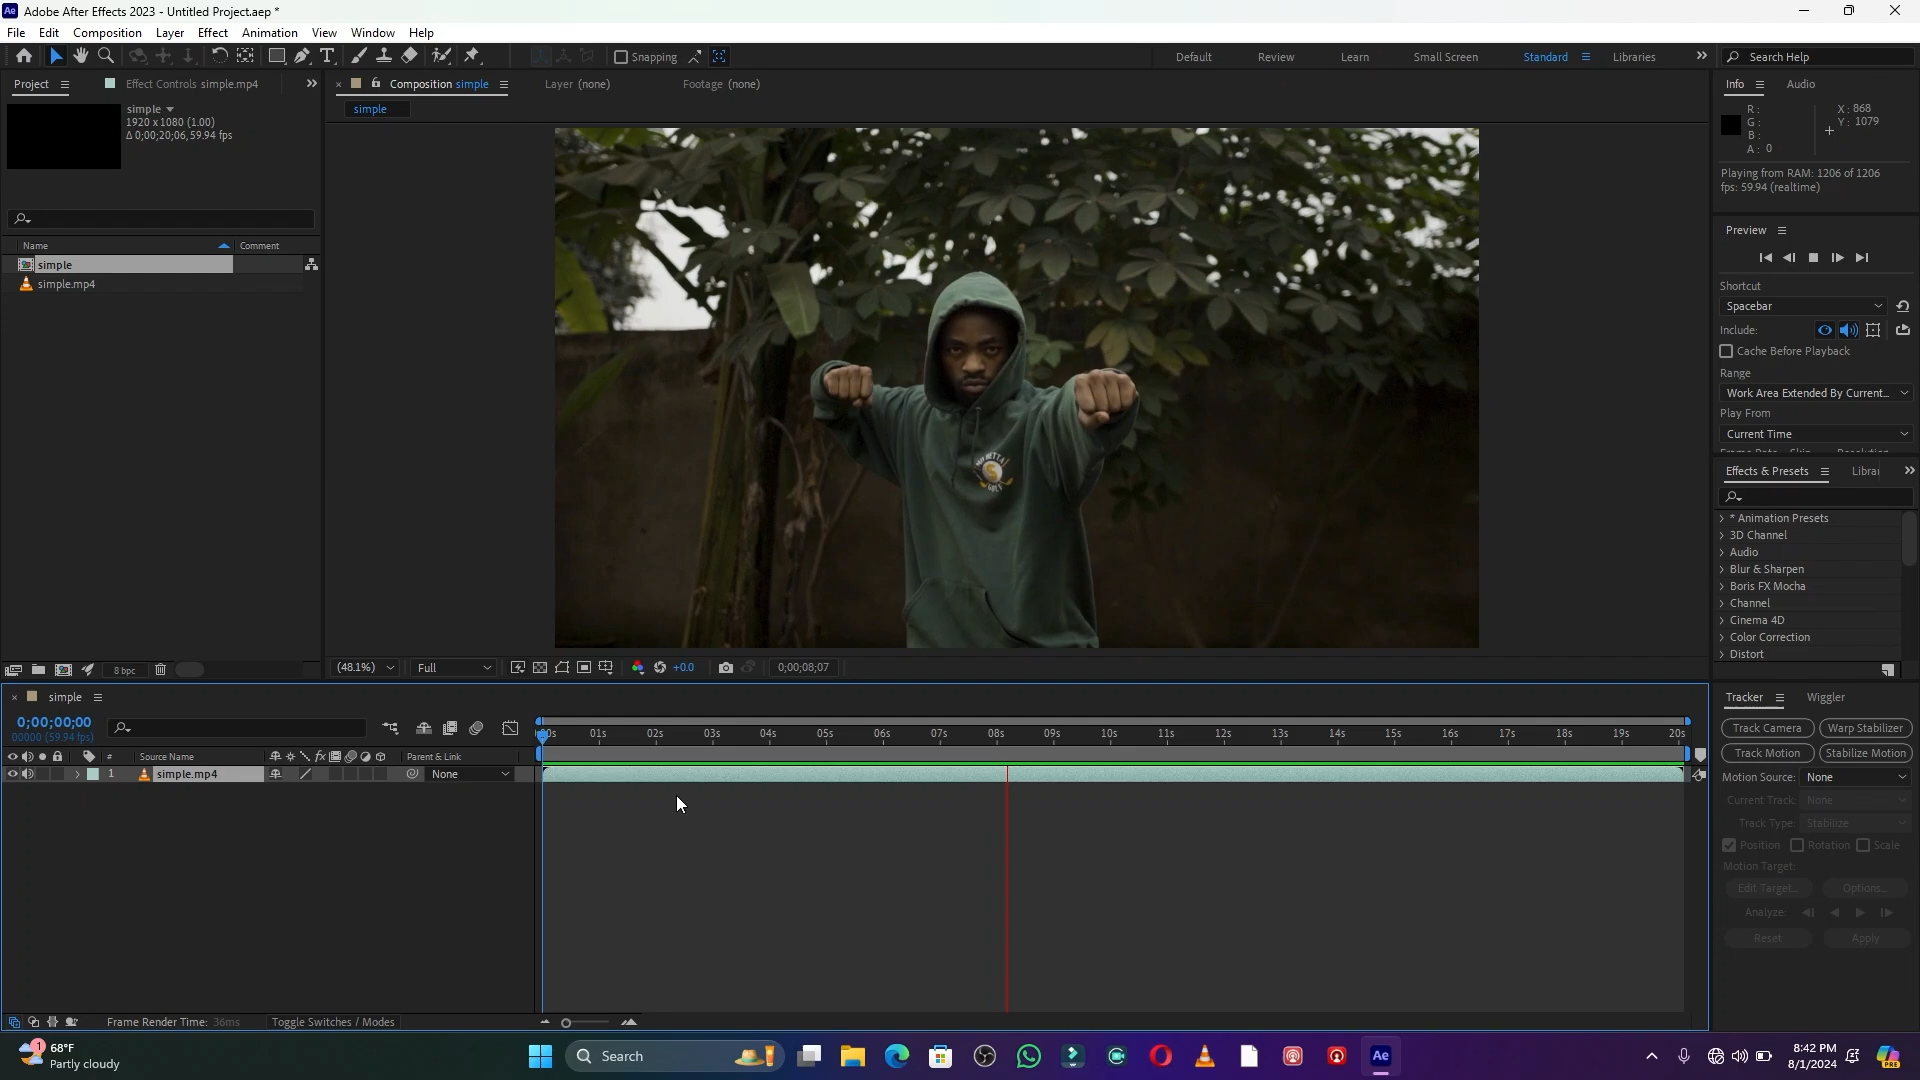 Adobe After Effects 2023 - Untitled Project.aep *
File Edit Composition Layer Effect Animation View Window Help
Snapping
Default Review Learn Small Screen Standard Libraries
Search Help
Project Effect Controls simple.mp4
Composition simple Layer (none) Footage (none)
simple
simple
1920 x 1080 (1.00)
Δ 0;00;20;06, 59.94 fps
Name Comment
simple
simple.mp4
8 bpc
(48.1%) Full +0.0 0;00;08;07
Info Audio
R: X: 868
G: Y: 1079
B:
A: 0
Playing from RAM: 1206 of 1206
fps: 59.94 (realtime)
Preview
Shortcut
Spacebar
Include:
Cache Before Playback
Range
Work Area Extended By Current...
Play From
Current Time
Effects & Presets
* Animation Presets
3D Channel
Audio
Blur & Sharpen
Boris FX Mocha
Channel
Cinema 4D
Color Correction
Distort
simple
0;00;00;00
00000 (59.94 fps)
01s 02s 03s 04s 05s 06s 07s 08s 09s 10s 11s 12s 13s 14s 15s 16s 17s 18s 19s 20s
# Source Name fx Parent & Link
1 simple.mp4 None
Frame Render Time: 36ms Toggle Switches / Modes
Tracker Wiggler
Track Camera Warp Stabilizer
Track Motion Stabilize Motion
Motion Source: None
Current Track: None
Track Type: Stabilize
Position Rotation Scale
Motion Target:
Edit Target... Options...
Analyze:
Reset Apply
1
68°F
Partly cloudy
Search
Ae
8:42 PM
8/1/2024
PRE